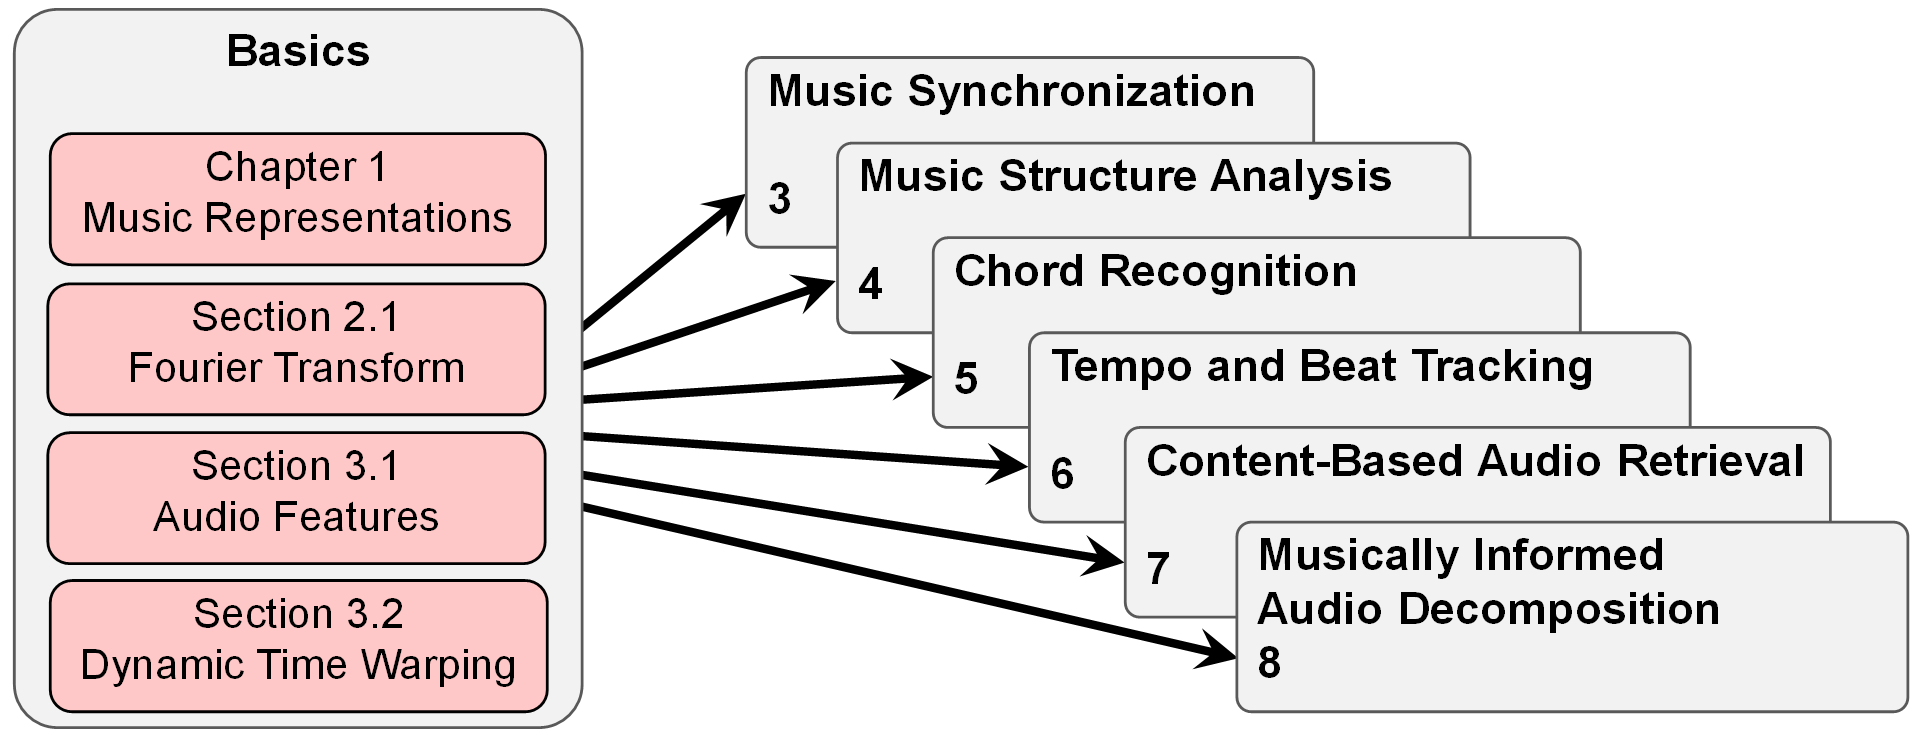 Basics
Chapter 1
Music Representations
Section 2.1
Fourier Transform
Section 3.1
Audio Features
Section 3.2
Dynamic Time Warping
Music Synchronization
3
Music Structure Analysis
4
Chord Recognition
5
Tempo and Beat Tracking
6
Content-Based Audio Retrieval
7
Musically Informed
Audio Decomposition
8